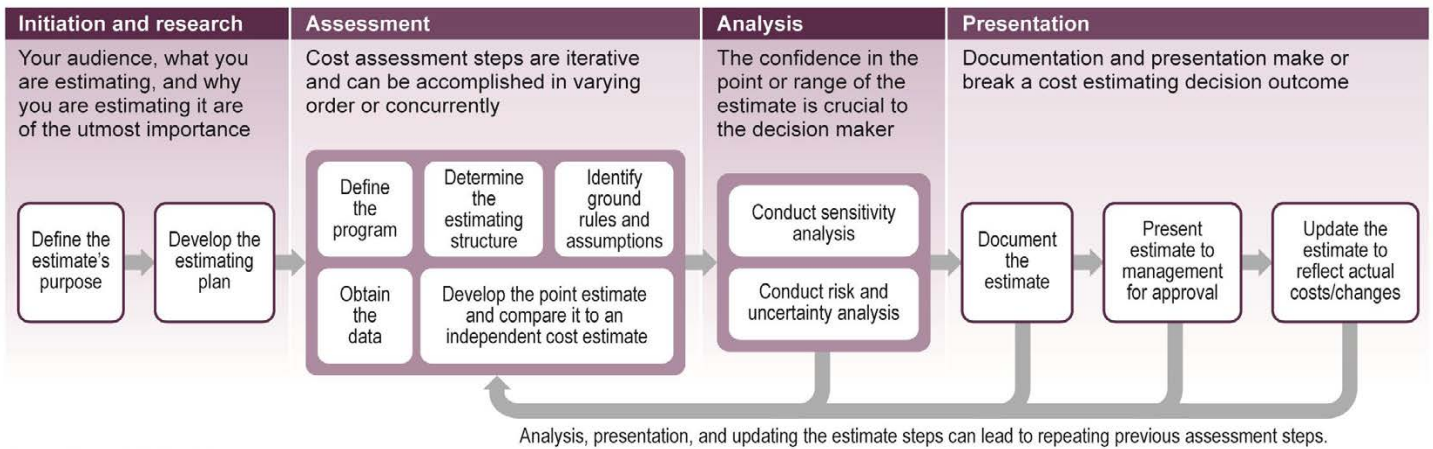 Initiation and research
Your audience, what you
are estimating, and why
you are estimating it are
of the utmost importance
Define the
estimate's
purpose
Develop the
estimating
plan
Assessment
Cost assessment steps are iterative
and can be accomplished in varying
order or concurrently
Define
the
program
Determine
the
estimating
structure
Identify
ground
rules and
assumptions
Obtain
the
data
Develop the point estimate
and compare it to an
independent cost estimate
Analysis
The confidence in the
point or range of the
estimate is crucial to
the decision maker
Conduct sensitivity
analysis
Conduct risk and
uncertainty analysis
Presentation
Documentation and presentation make or
break a cost estimating decision outcome
Document
the
estimate
Present
estimate to
management
for approval
Update the
estimate to
reflect actual
costs/changes
Analysis, presentation, and updating the estimate steps can lead to repeating previous assessment steps.